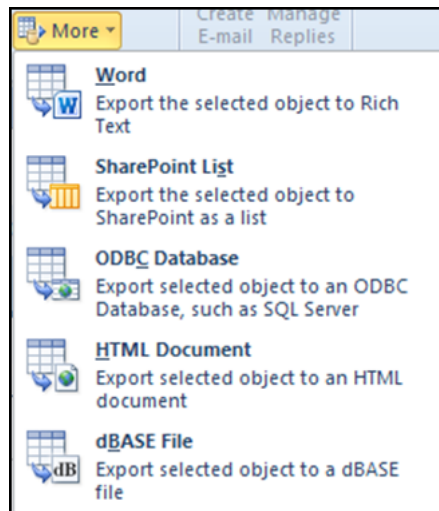 More
Create Manage
E-mail Replies
Word
Export the selected object to Rich
Text
W
SharePoint List
Export the selected object to
SharePoint as a list
ODBC Database
Export selected object to an ODBC
Database, such as SQL Server
HTML Document
Export selected object to an HTML
document
dBASE File
Export selected object to a dBASE
file
dB